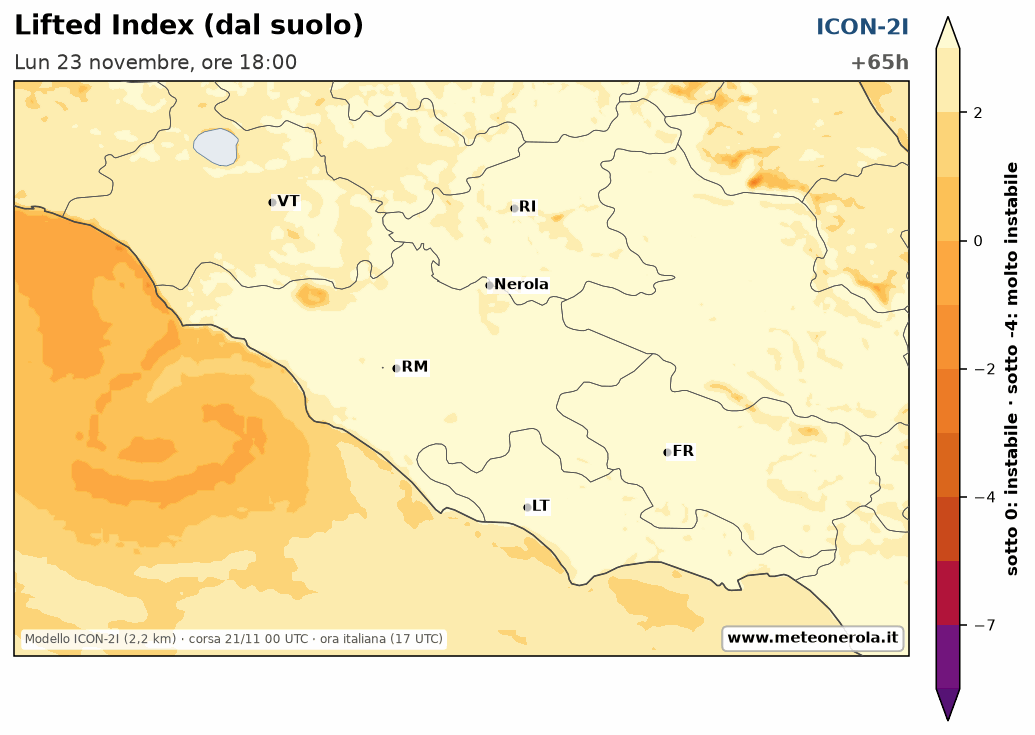 Lifted Index (dal suolo)
ICON-2I
Lun 23 novembre, ore 18:00
+65h
VT
RI
Nerola
RM
FR
LT
2
0
−2
−4
−7
sotto 0: instabile · sotto -4: molto instabile
Modello ICON-2I (2,2 km) · corsa 21/11 00 UTC · ora italiana (17 UTC)
www.meteonerola.it